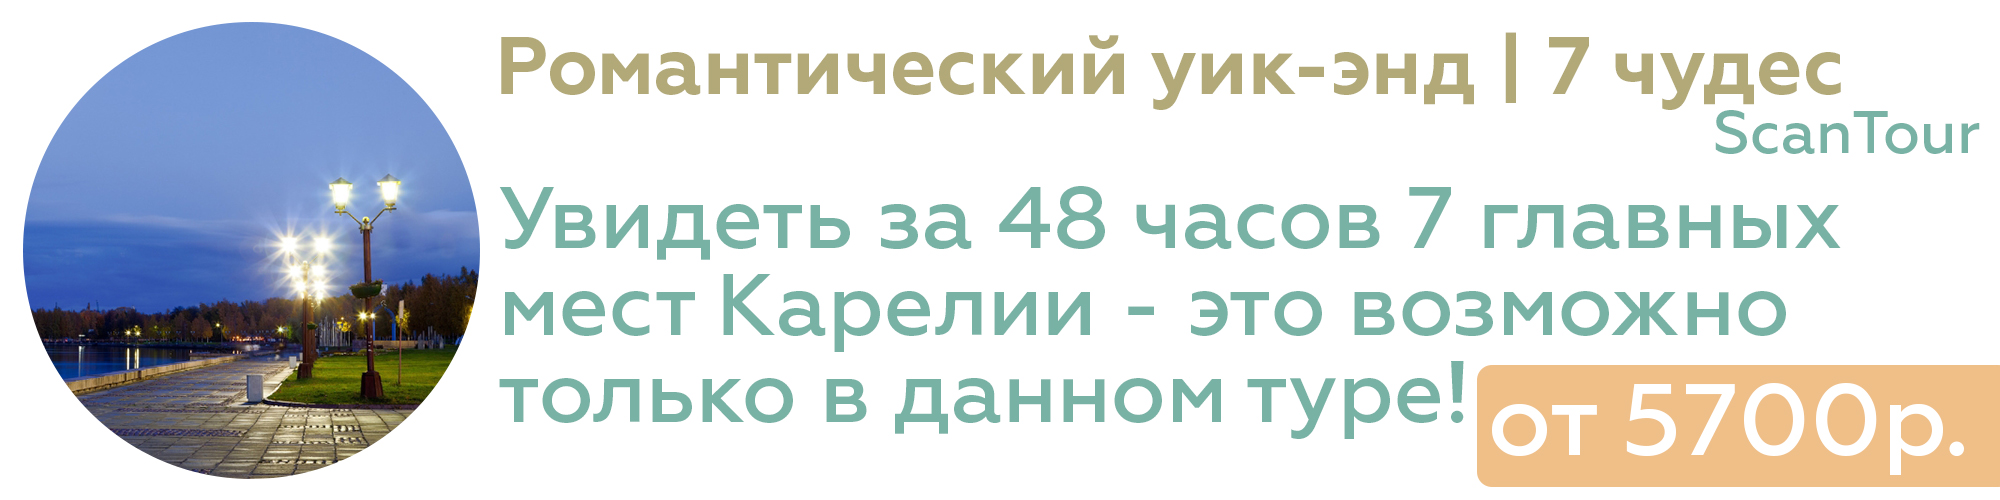 Романтический уик-энд | 7 чудес
ScanTour
Увидеть за 48 часов 7 главных
мест Карелии - это возможно
только в данном туре!
от 5700р.